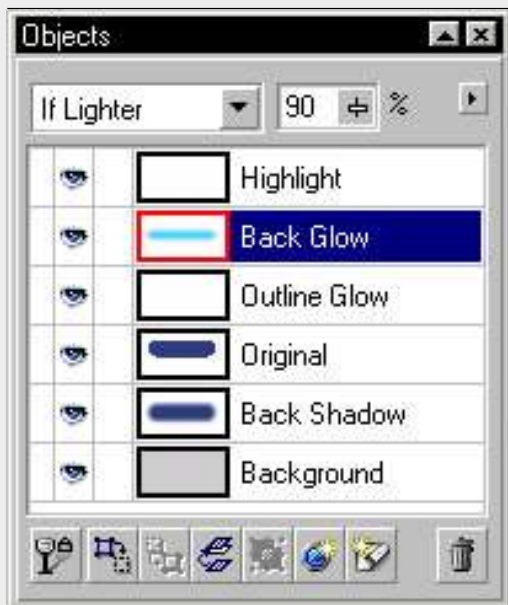 Objects
If Lighter 90 %
Highlight
Back Glow
Outline Glow
Original
Back Shadow
Background